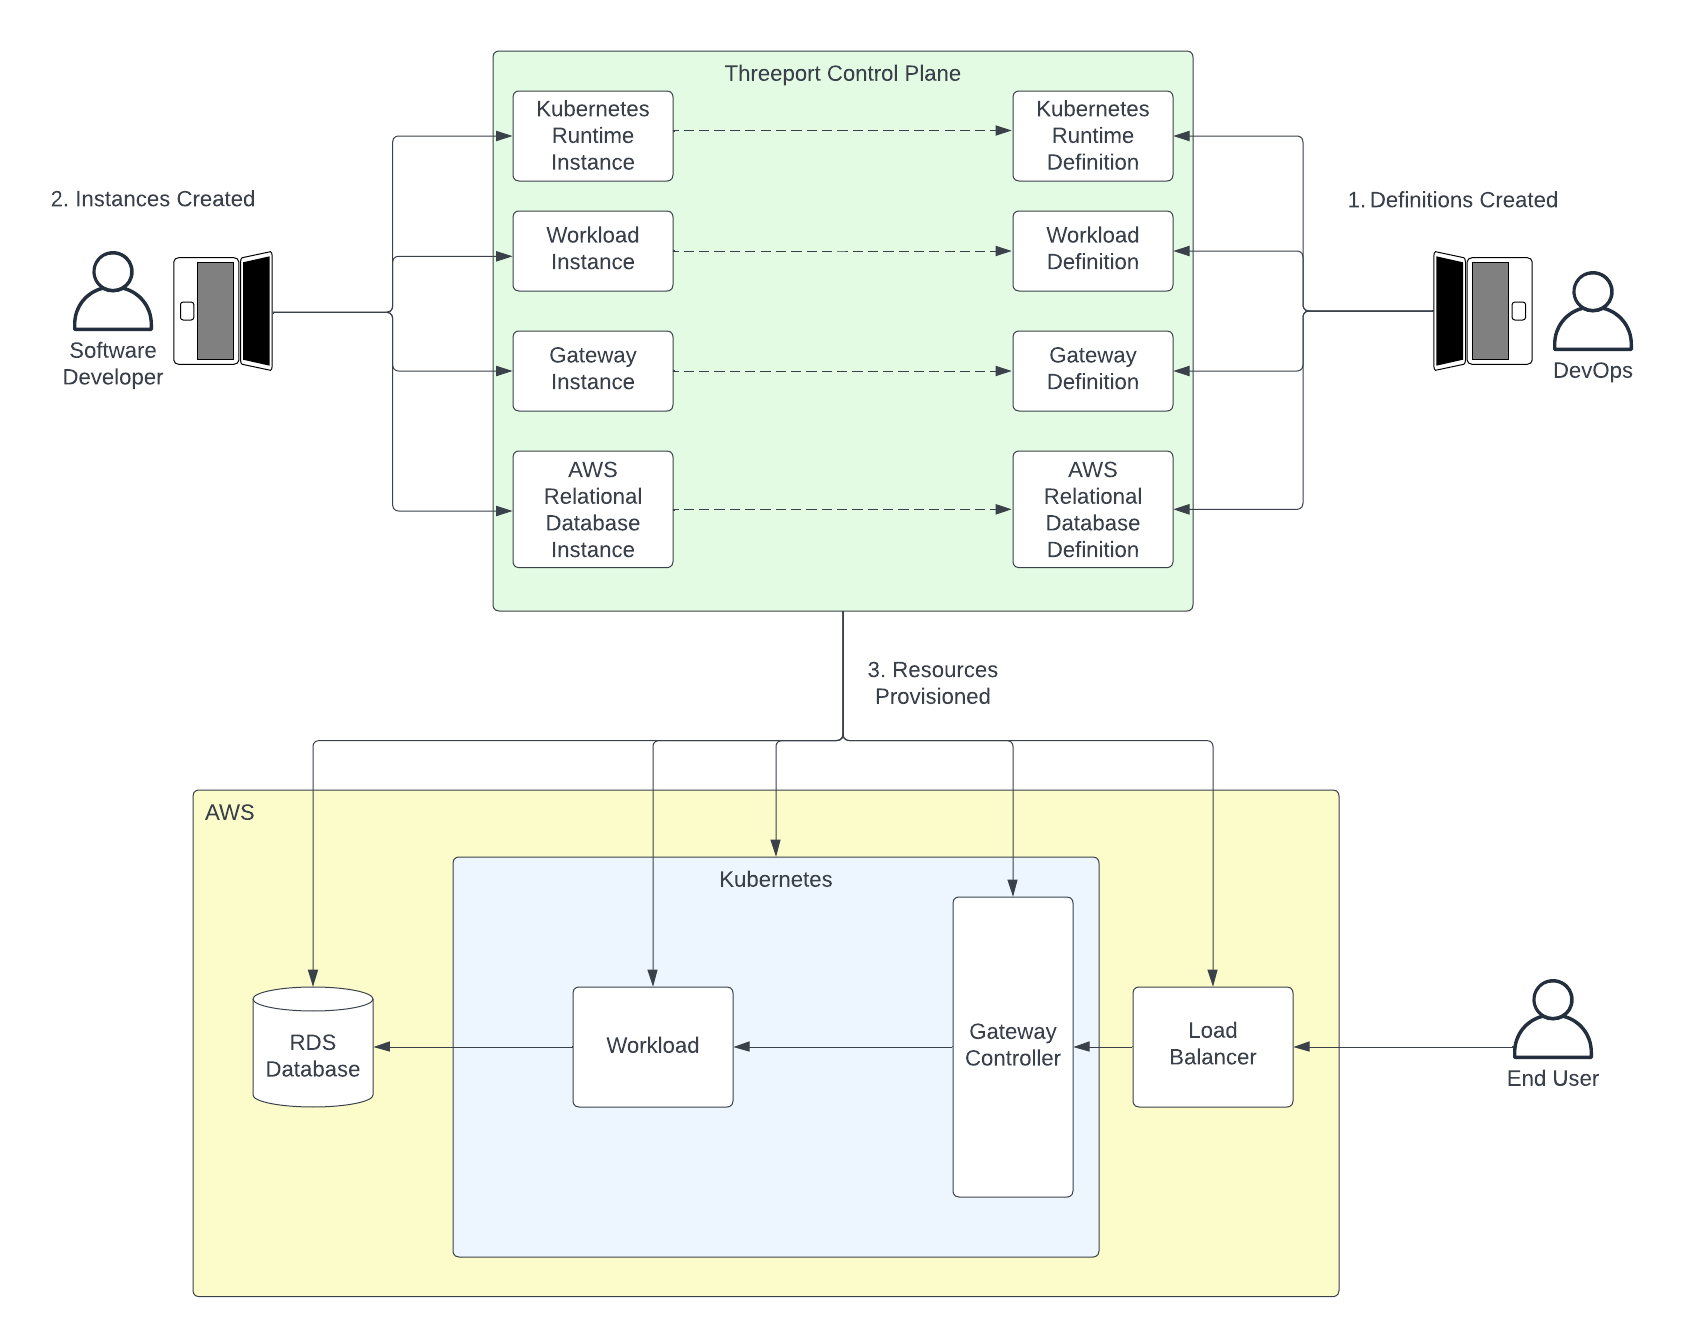 Threeport Control Plane
Kubernetes
Runtime
Instance
Kubernetes
Runtime
Definition
2. Instances Created
1. Definitions Created
Workload
Instance
Workload
Definition
Software
Developer
Gateway
Instance
Gateway
Definition
DevOps
AWS
Relational
Database
Instance
AWS
Relational
Database
Definition
3. Resources
Provisioned
AWS
Kubernetes
RDS
Database
Workload
Gateway
Controller
Load
Balancer
End User